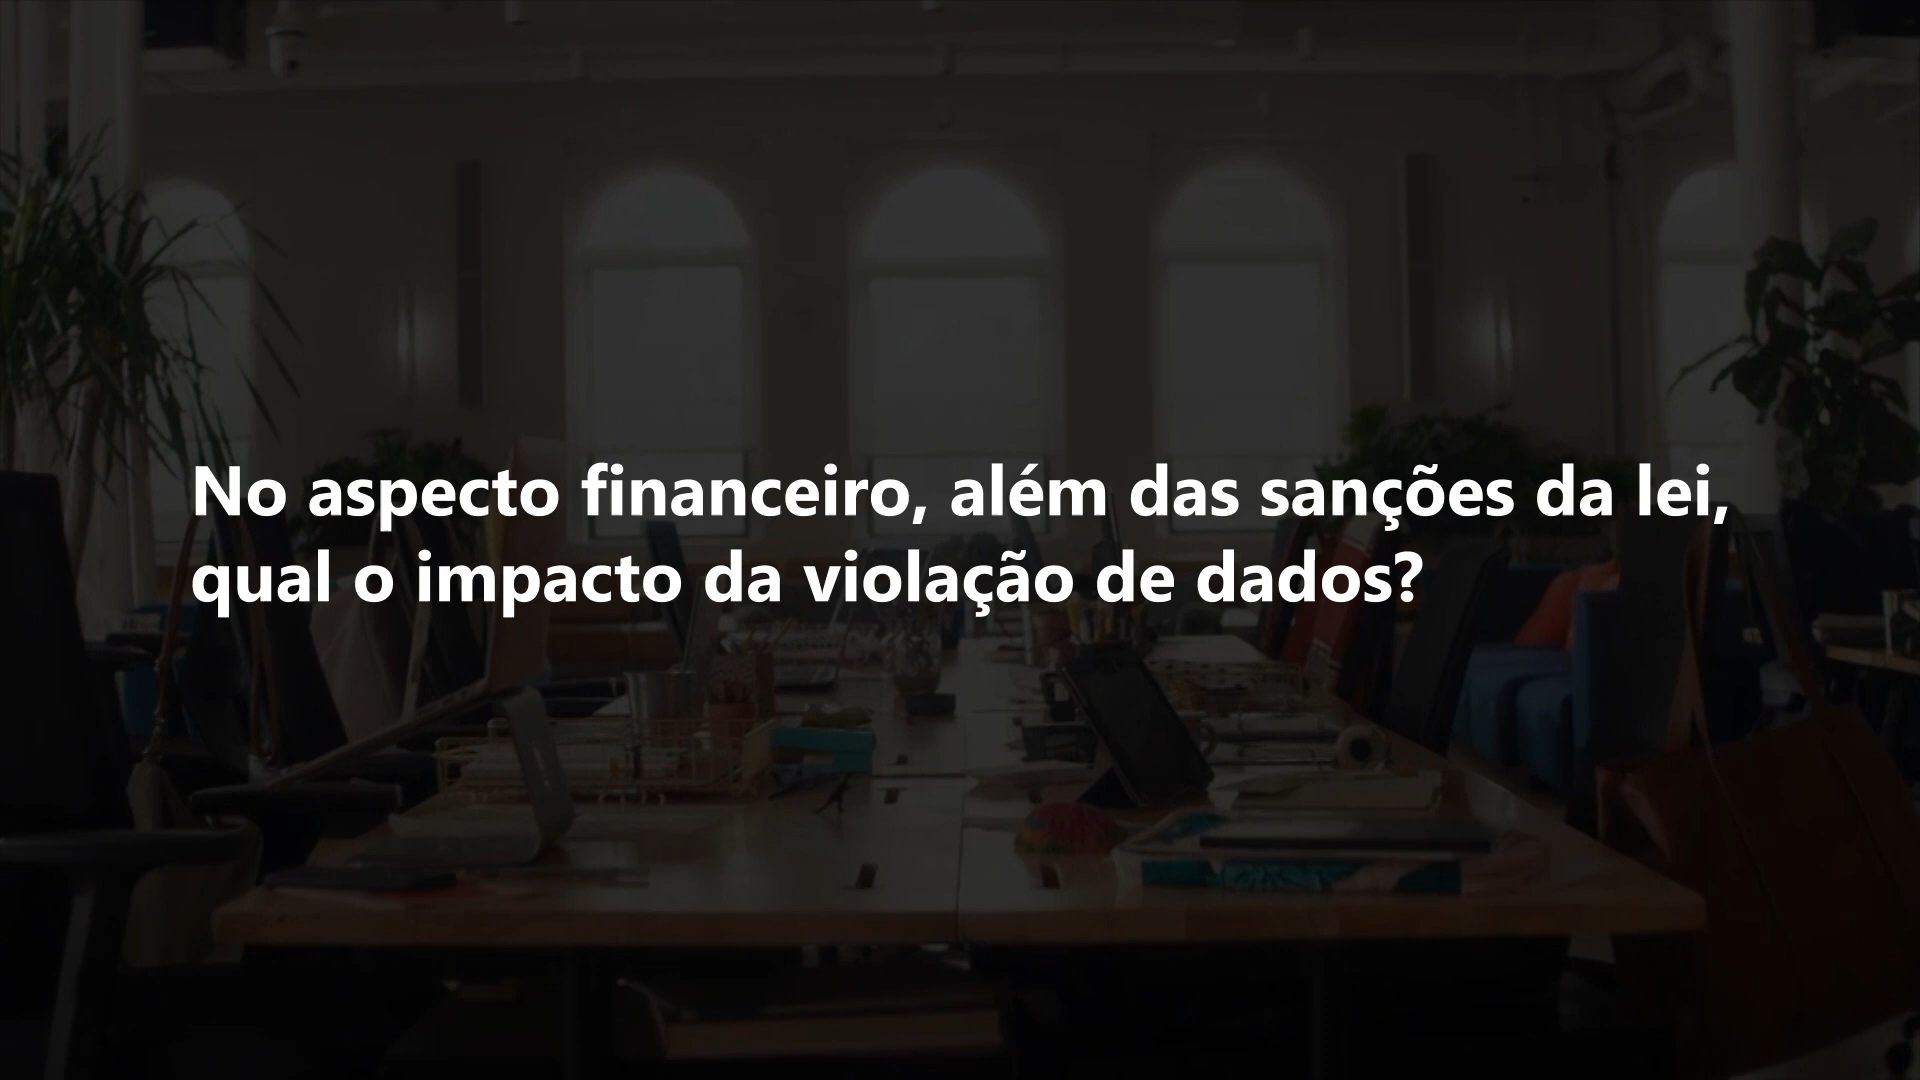 No aspecto financeiro, além das sanções da lei,
qual o impacto da violação de dados?